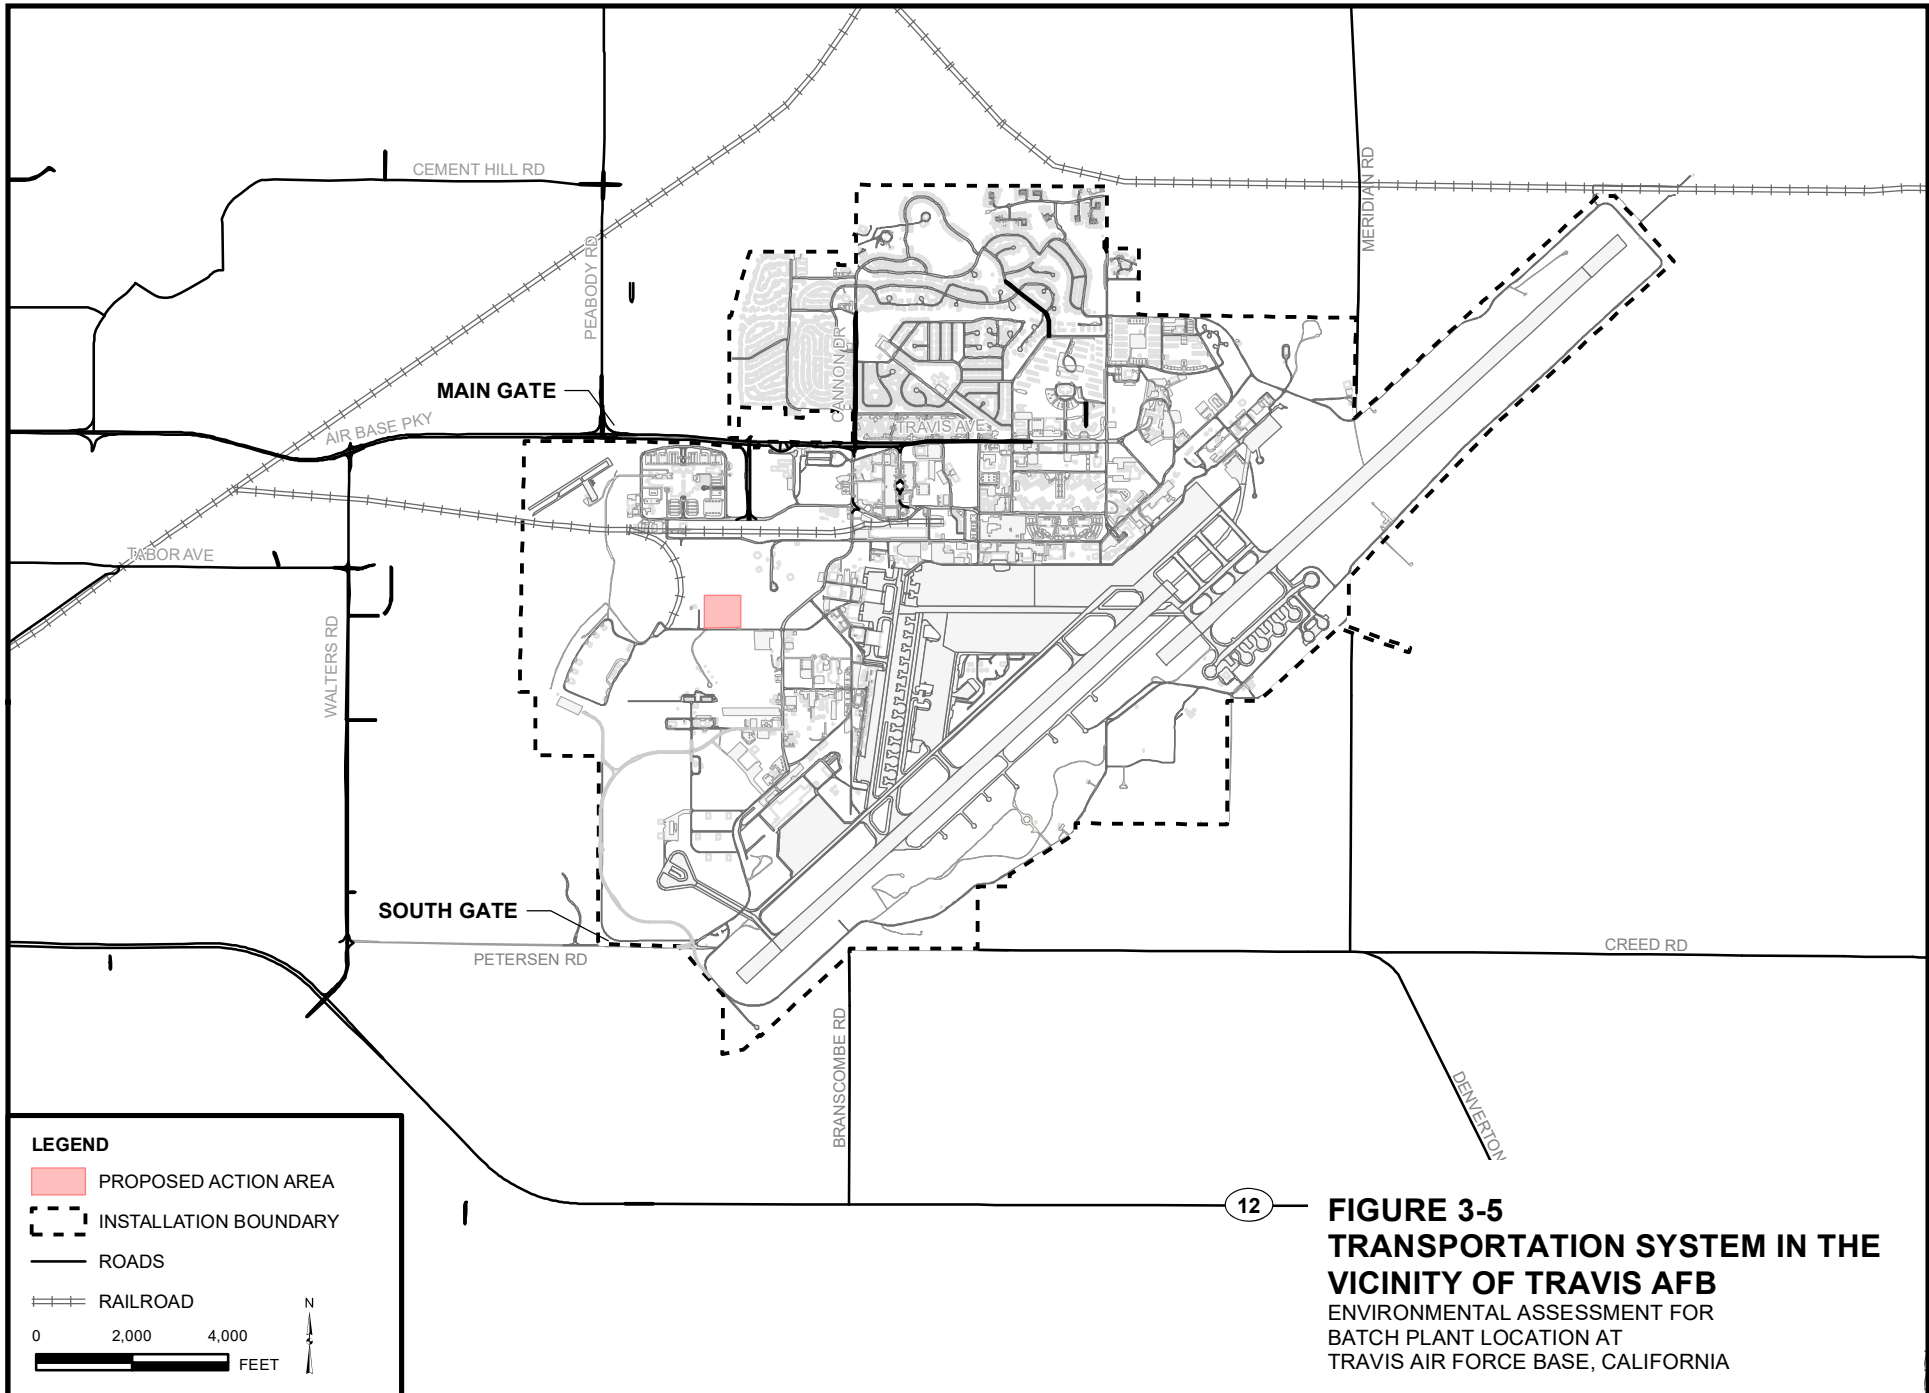 CEMENT HILL RD
PEABODY RD
MERIDIAN RD
MAIN GATE
AIR BASE PKY
CANNON DR
TRAVIS AVE
TABOR AVE
WALTERS RD
SOUTH GATE
PETERSEN RD
CREED RD
BRANSCOMBE RD
DENVERTON
12
LEGEND
PROPOSED ACTION AREA
INSTALLATION BOUNDARY
ROADS
RAILROAD
N
0 2,000 4,000
FEET
FIGURE 3-5
TRANSPORTATION SYSTEM IN THE
VICINITY OF TRAVIS AFB
ENVIRONMENTAL ASSESSMENT FOR
BATCH PLANT LOCATION AT
TRAVIS AIR FORCE BASE, CALIFORNIA